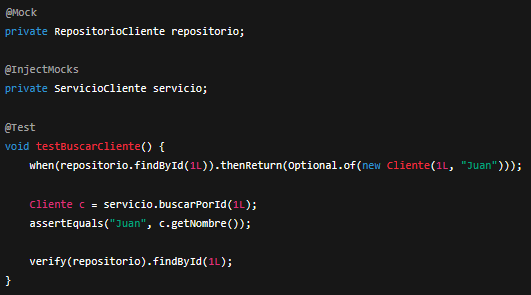 @Mock
private RepositorioCliente repositorio;
@InjectMocks
private ServicioCliente servicio;
@Test
void testBuscarCliente() {
    when(repositorio.findById(1L)).thenReturn(Optional.of(new Cliente(1L, "Juan")));
    Cliente c = servicio.buscarPorId(1L);
    assertEquals("Juan", c.getNombre());
    verify(repositorio).findById(1L);
}